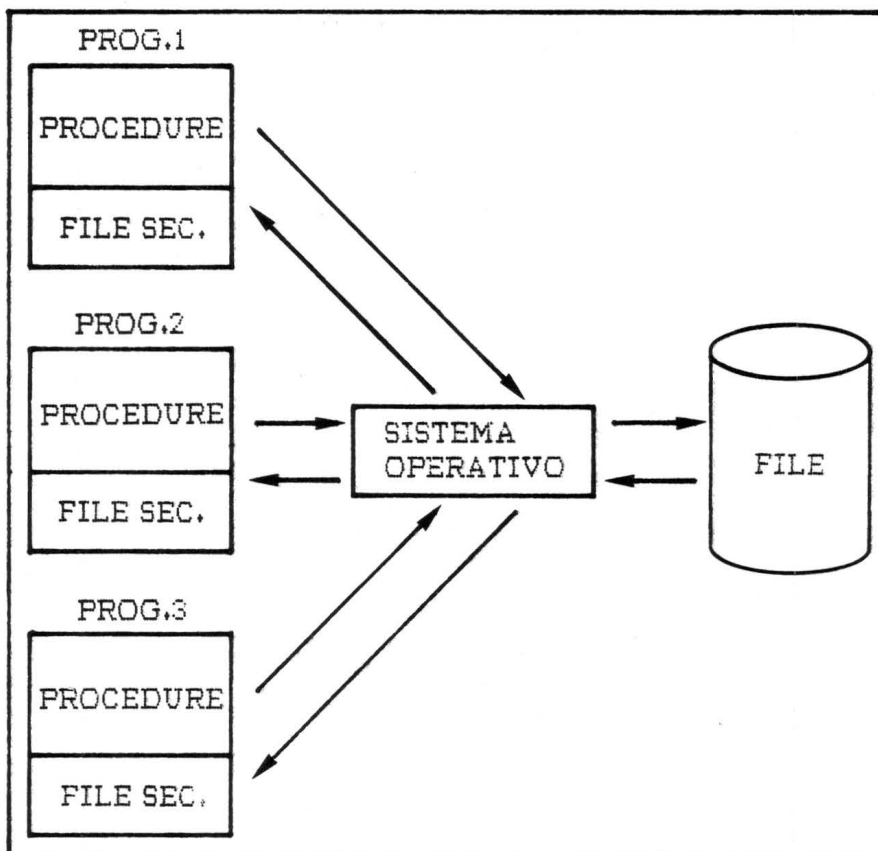 PROG.1
PROCEDURE
FILE SEC.
PROG.2
PROCEDURE
FILE SEC.
SISTEMA
OPERATIVO
FILE
PROG.3
PROCEDURE
FILE SEC.